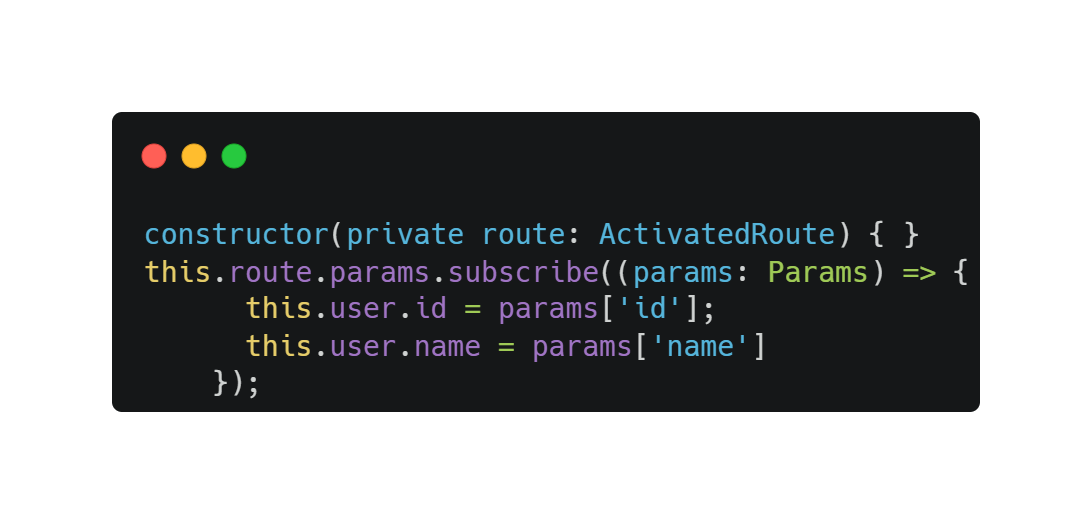 constructor(private route: ActivatedRoute) { }
this.route.params.subscribe((params: Params) => {
      this.user.id = params['id'];
      this.user.name = params['name']
    });